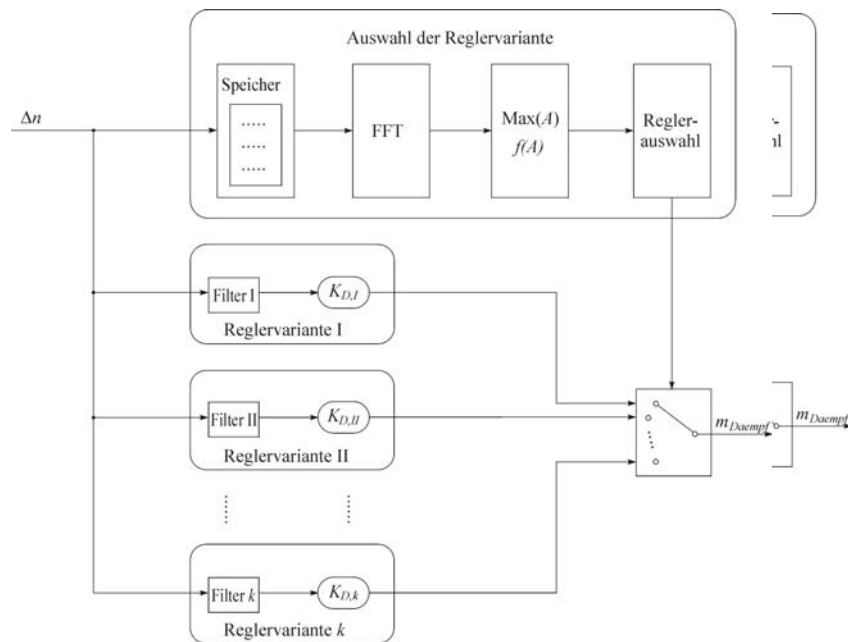 Auswahl der Reglervariante
Speicher
.....
.....
.....
FFT
Max(A)
f(A)
Regler-
auswahl
Δn
Filter I
K_{D,I}
Reglervariante I
Filter II
K_{D,II}
Reglervariante II
Filter k
K_{D,k}
Reglervariante k
m_{Daempf}
m_{Daempf}